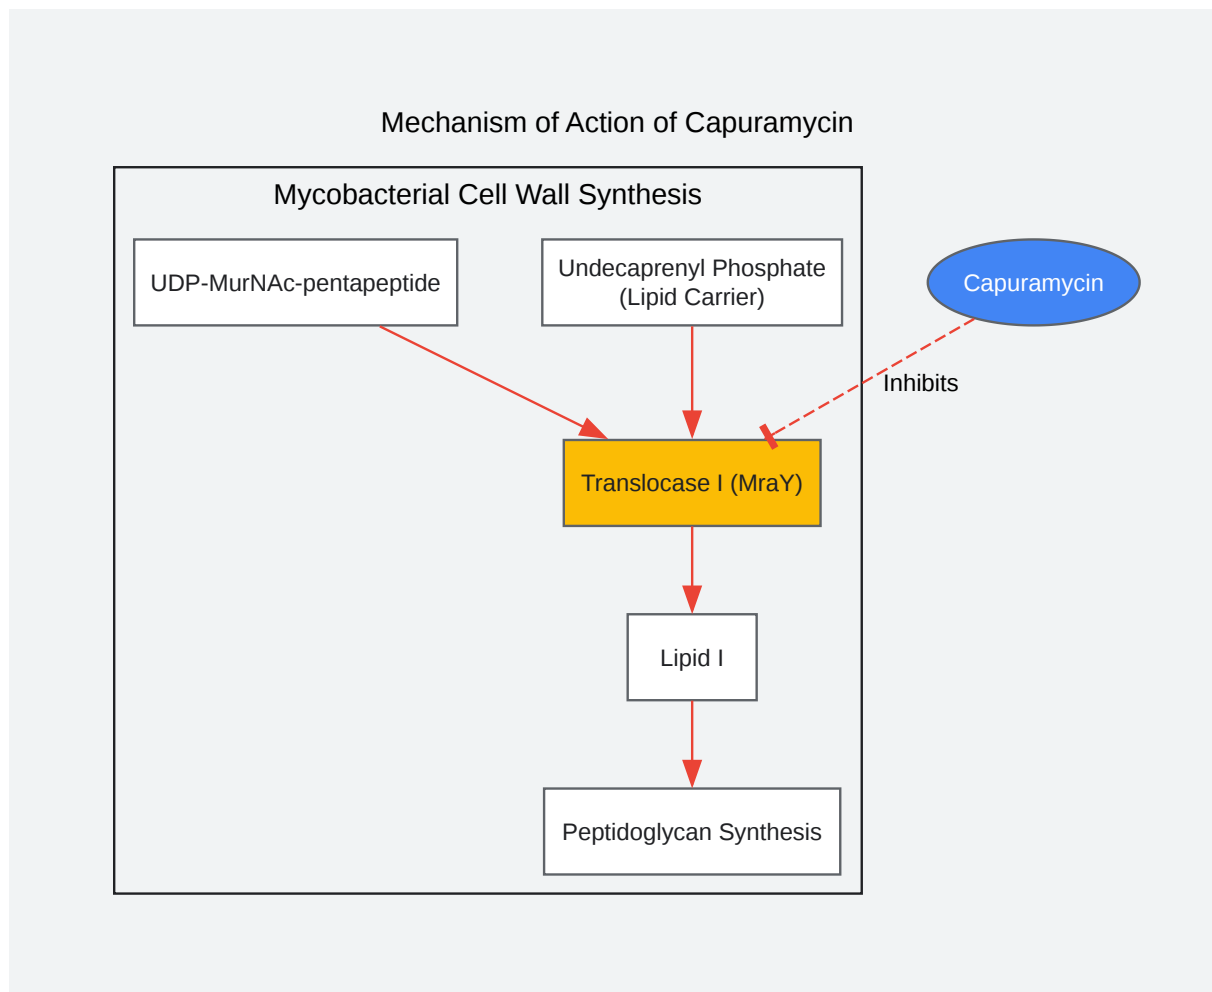 Mechanism of Action of Capuramycin
Mycobacterial Cell Wall Synthesis
UDP-MurNAc-pentapeptide
Undecaprenyl Phosphate
(Lipid Carrier)
Capuramycin
Inhibits
Translocase I (MraY)
Lipid I
Peptidoglycan Synthesis